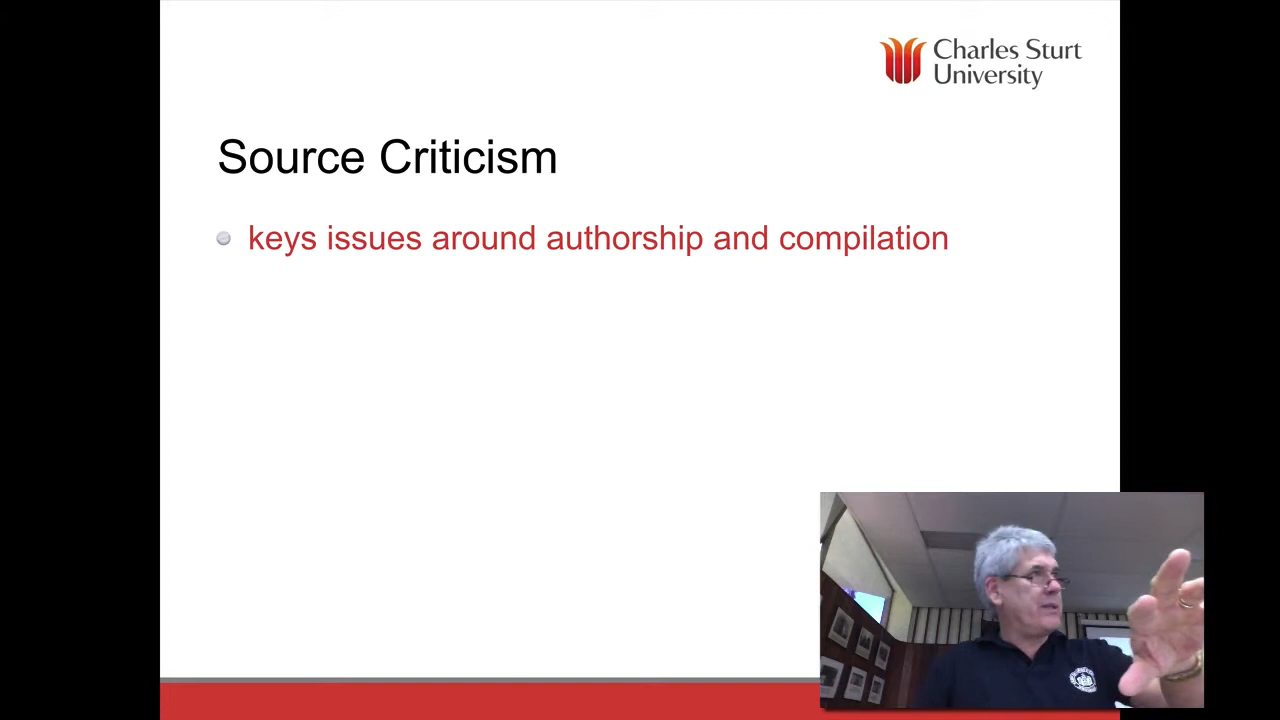 Charles Sturt
University
Source Criticism
keys issues around authorship and compilation